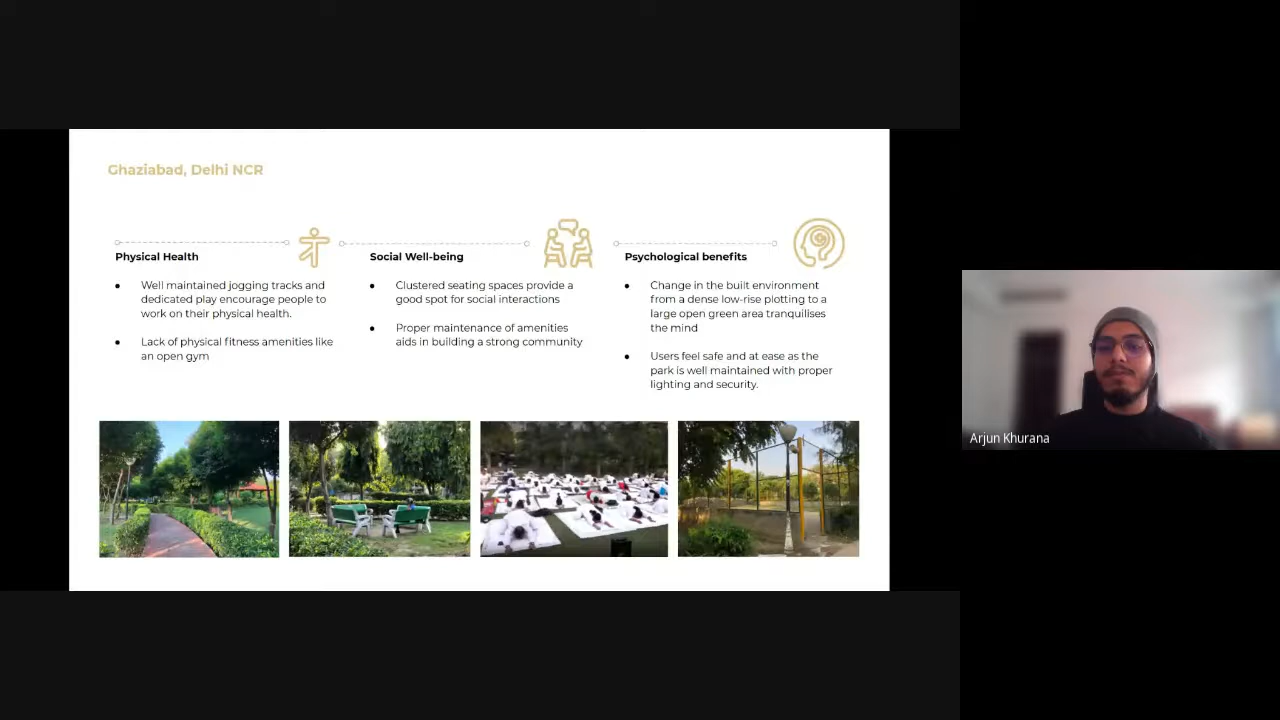 Ghaziabad, Delhi NCR
Physical Health
● Well maintained jogging tracks and
dedicated play encourage people to
work on their physical health.
● Lack of physical fitness amenities like
an open gym
Social Well-being
● Clustered seating spaces provide a
good spot for social interactions
● Proper maintenance of amenities
aids in building a strong community
Psychological benefits
● Change in the built environment
from a dense low-rise plotting to a
large open green area tranquilises
the mind
● Users feel safe and at ease as the
park is well maintained with proper
lighting and security.
Arjun Khurana